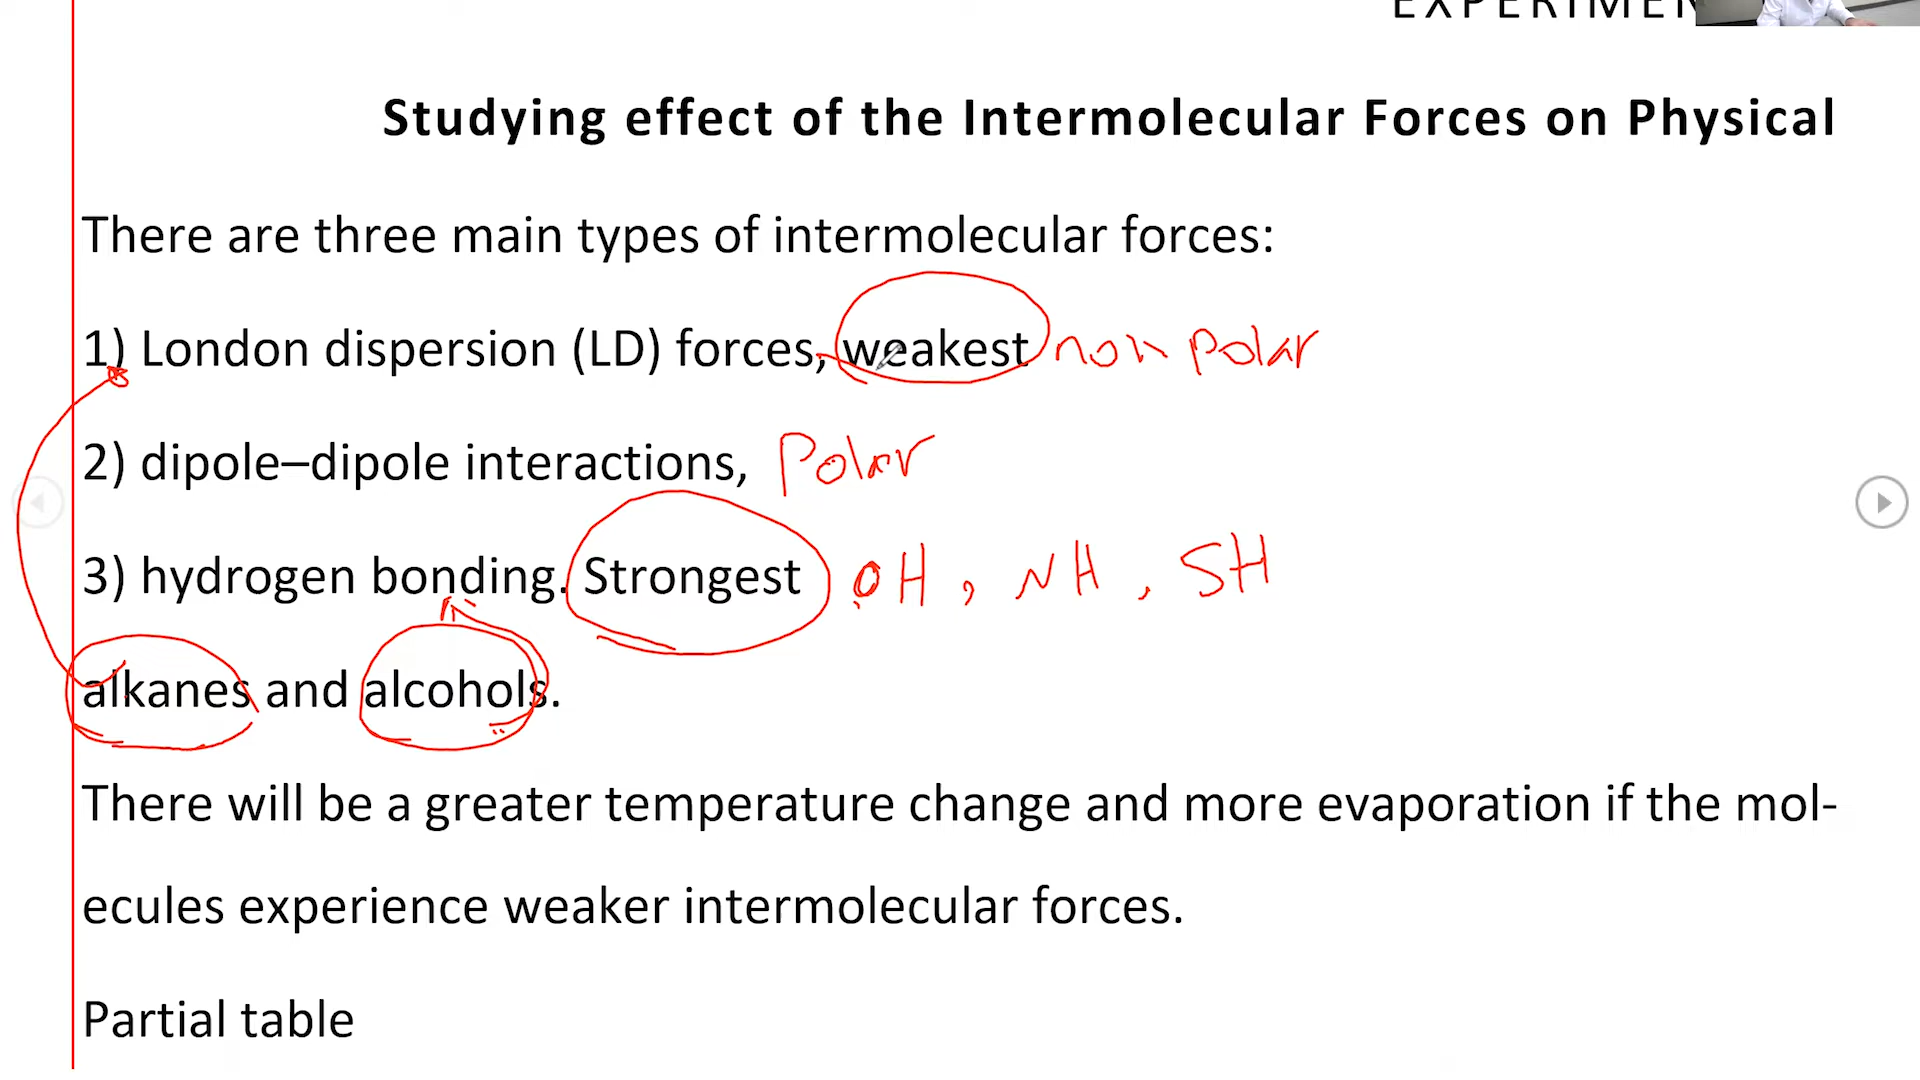 EXPERIMEN
Studying effect of the Intermolecular Forces on Physical
There are three main types of intermolecular forces:
1) London dispersion (LD) forces, weakest non polar
2) dipole–dipole interactions, Polar
3) hydrogen bonding. Strongest OH, NH, SH
alkanes and alcohols.
There will be a greater temperature change and more evaporation if the mol-
ecules experience weaker intermolecular forces.
Partial table